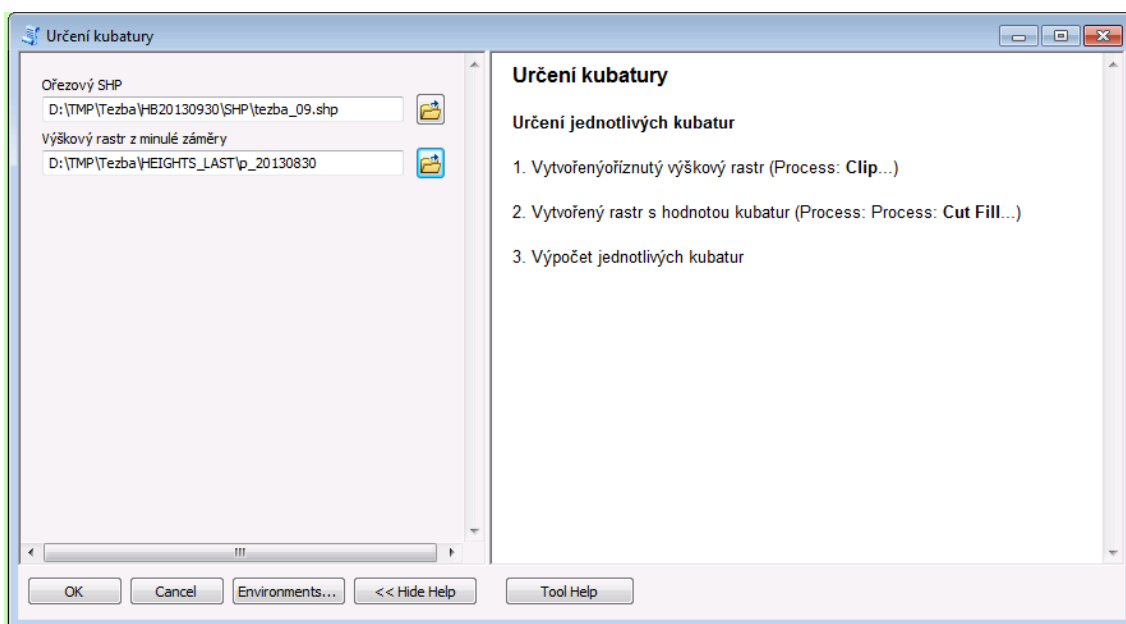 Určení kubatury
Ořezový SHP
D:\TMP\Tezba\HB20130930\SHP\tezba_09.shp
Výškový rastr z minulé záměry
D:\TMP\Tezba\HEIGHTS_LAST\p_20130830
Určení kubatury
Určení jednotlivých kubatur
1. Vytvořenýoříznutý výškový rastr (Process: Clip...)
2. Vytvořený rastr s hodnotou kubatur (Process: Process: Cut Fill...)
3. Výpočet jednotlivých kubatur
OK Cancel Environments... << Hide Help Tool Help